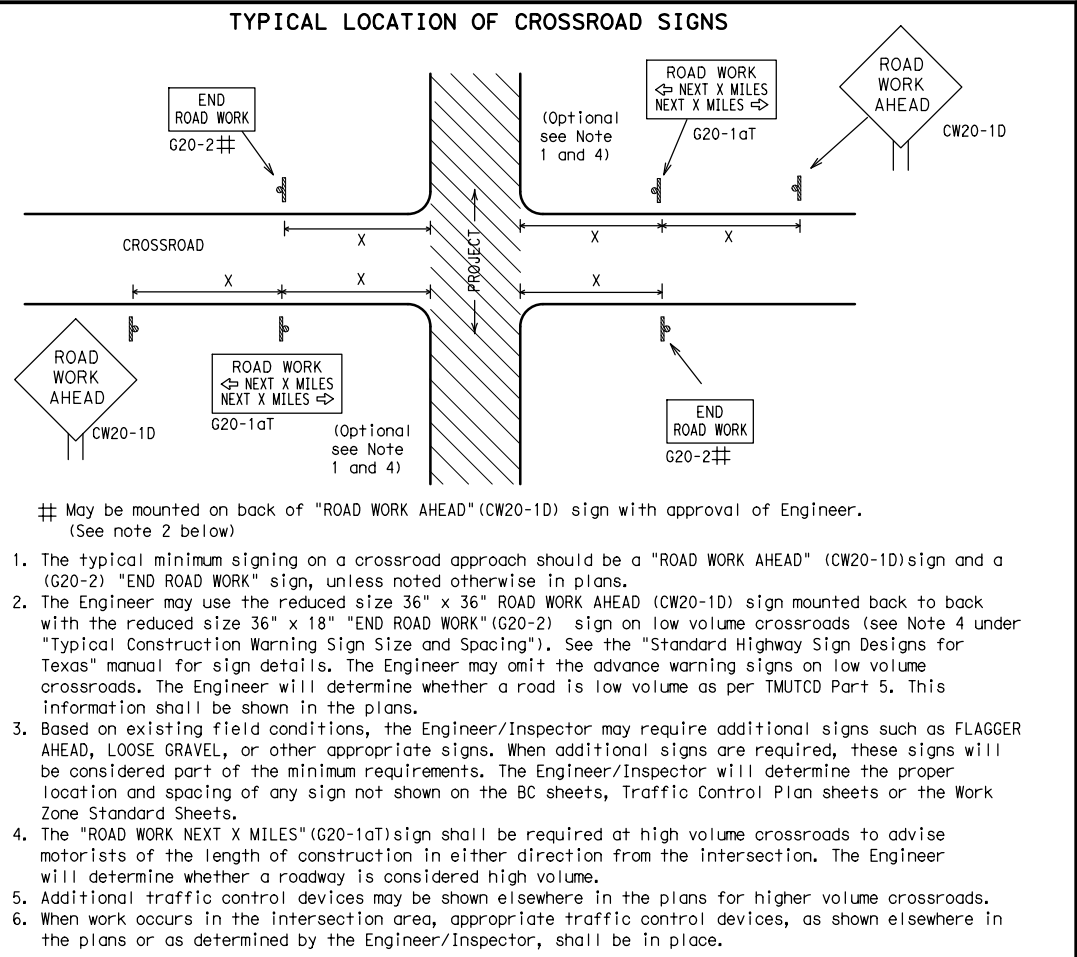 TYPICAL LOCATION OF CROSSROAD SIGNS
END
ROAD WORK
G20-2#
(Optional
see Note
1 and 4)
ROAD WORK
⇦ NEXT X MILES
NEXT X MILES ⇨
G20-1aT
ROAD
WORK
AHEAD
CW20-1D
CROSSROAD
X
X
X
PROJECT
X
X
X
ROAD
WORK
AHEAD
CW20-1D
ROAD WORK
⇦ NEXT X MILES
NEXT X MILES ⇨
G20-1aT
(Optional
see Note
1 and 4)
END
ROAD WORK
G20-2#
# May be mounted on back of "ROAD WORK AHEAD"(CW20-1D) sign with approval of Engineer.
(See note 2 below)
1. The typical minimum signing on a crossroad approach should be a "ROAD WORK AHEAD" (CW20-1D)sign and a
(G20-2) "END ROAD WORK" sign, unless noted otherwise in plans.
2. The Engineer may use the reduced size 36" x 36" ROAD WORK AHEAD (CW20-1D) sign mounted back to back
with the reduced size 36" x 18" "END ROAD WORK"(G20-2) sign on low volume crossroads (see Note 4 under
"Typical Construction Warning Sign Size and Spacing"). See the "Standard Highway Sign Designs for
Texas" manual for sign details. The Engineer may omit the advance warning signs on low volume
crossroads. The Engineer will determine whether a road is low volume as per TMUTCD Part 5. This
information shall be shown in the plans.
3. Based on existing field conditions, the Engineer/Inspector may require additional signs such as FLAGGER
AHEAD, LOOSE GRAVEL, or other appropriate signs. When additional signs are required, these signs will
be considered part of the minimum requirements. The Engineer/Inspector will determine the proper
location and spacing of any sign not shown on the BC sheets, Traffic Control Plan sheets or the Work
Zone Standard Sheets.
4. The "ROAD WORK NEXT X MILES"(G20-1aT)sign shall be required at high volume crossroads to advise
motorists of the length of construction in either direction from the intersection. The Engineer
will determine whether a roadway is considered high volume.
5. Additional traffic control devices may be shown elsewhere in the plans for higher volume crossroads.
6. When work occurs in the intersection area, appropriate traffic control devices, as shown elsewhere in
the plans or as determined by the Engineer/Inspector, shall be in place.